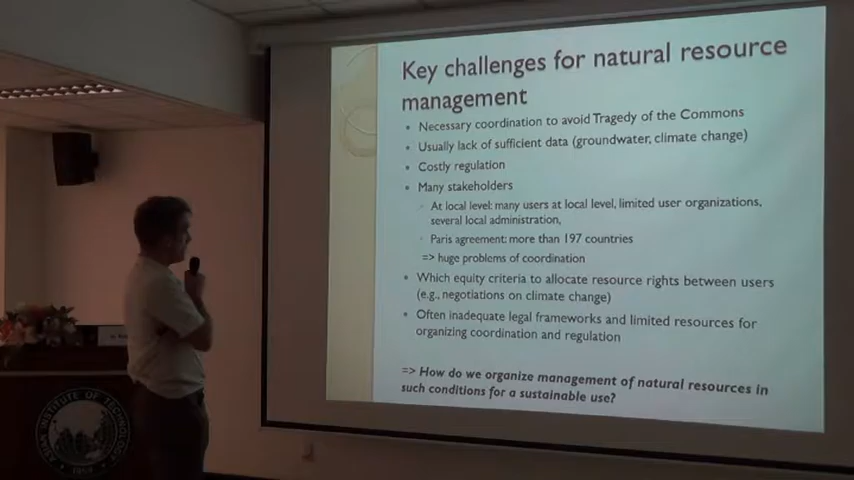 Key challenges for natural resource
management
• Necessary coordination to avoid Tragedy of the Commons
• Usually lack of sufficient data (groundwater, climate change)
• Costly regulation
• Many stakeholders
At local level: many users at local level, limited user organizations,
several local administration,
Paris agreement: more than 197 countries
=> huge problems of coordination
• Which equity criteria to allocate resource rights between users
(e.g., negotiations on climate change)
• Often inadequate legal frameworks and limited resources for
organizing coordination and regulation
=> How do we organize management of natural resources in
such conditions for a sustainable use?
ASIAN INSTITUTE OF TECHNOLOGY